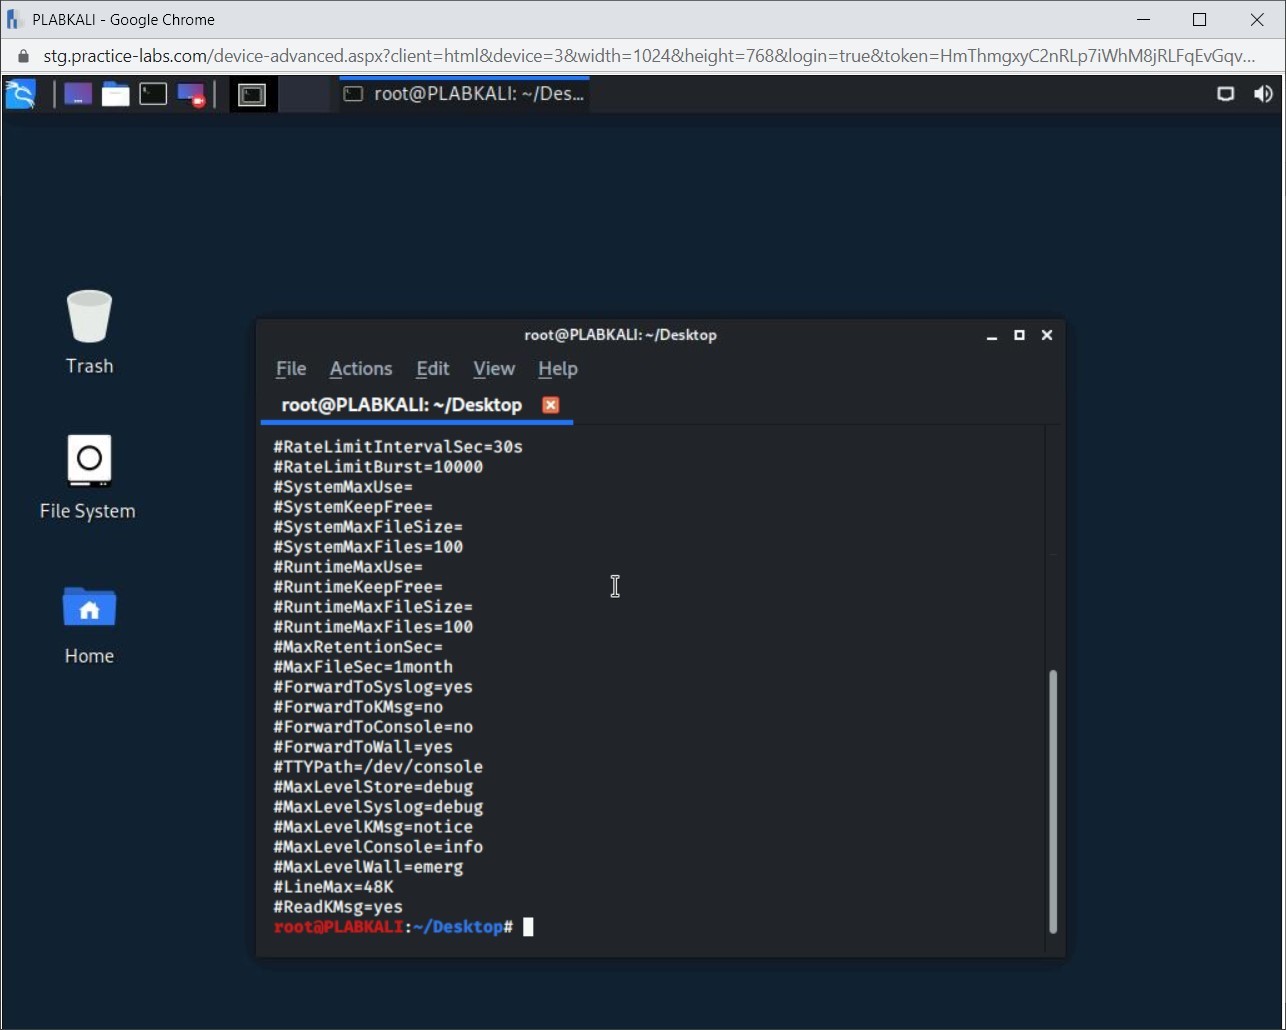 PLABKALI - Google Chrome
stg.practice-labs.com/device-advanced.aspx?client=html&device=3&width=1024&height=768&login=true&token=HmThmgxyC2nRLp7iWhM8jRLFqEvGqv...
root@PLABKALI: ~/Des...
Trash
File System
Home
root@PLABKALI: ~/Desktop
File Actions Edit View Help
root@PLABKALI: ~/Desktop
#RateLimitIntervalSec=30s
#RateLimitBurst=10000
#SystemMaxUse=
#SystemKeepFree=
#SystemMaxFileSize=
#SystemMaxFiles=100
#RuntimeMaxUse=
#RuntimeKeepFree=
#RuntimeMaxFileSize=
#RuntimeMaxFiles=100
#MaxRetentionSec=
#MaxFileSec=1month
#ForwardToSyslog=yes
#ForwardToKMsg=no
#ForwardToConsole=no
#ForwardToWall=yes
#TTYPath=/dev/console
#MaxLevelStore=debug
#MaxLevelSyslog=debug
#MaxLevelKMsg=notice
#MaxLevelConsole=info
#MaxLevelWall=emerg
#LineMax=48K
#ReadKMsg=yes
root@PLABKALI:~/Desktop#